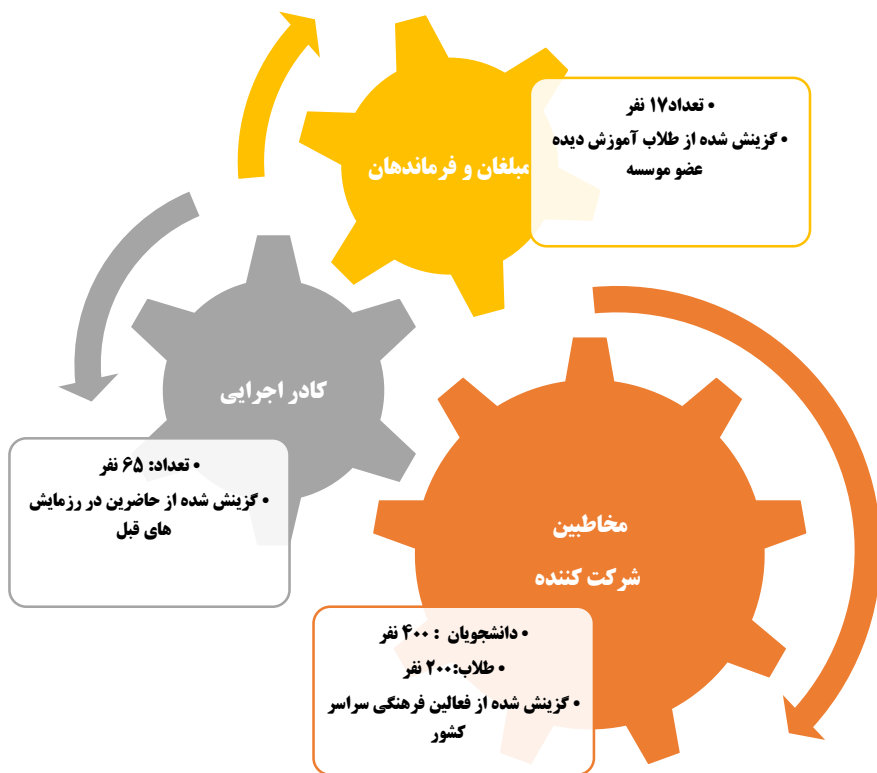 مبلغان و فرماندهان
• تعداد۱۷ نفر
• گزینش شده از طلاب آموزش دیده
عضو موسسه
کادر اجرایی
• تعداد: ۶۵ نفر
• گزینش شده از حاضرین در رزمایش
های قبل
مخاطبین
شرکت کننده
• دانشجویان : ۴۰۰ نفر
• طلاب:۲۰۰ نفر
• گزینش شده از فعالین فرهنگی سراسر
کشور